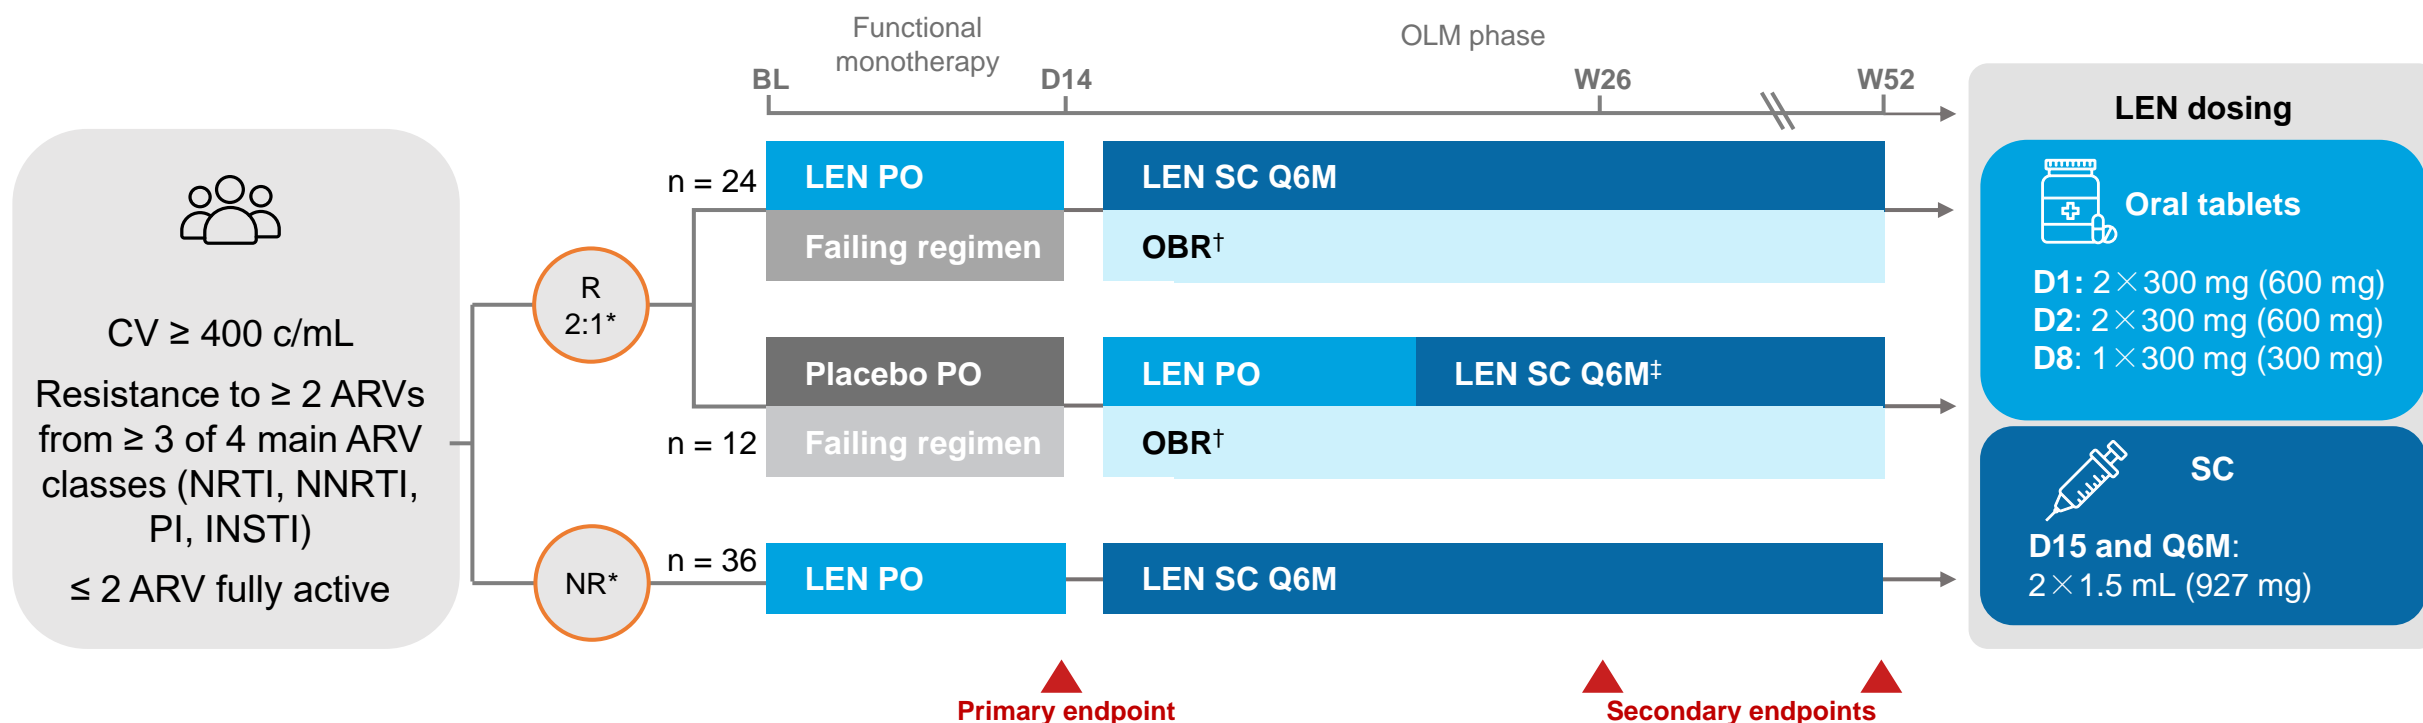 Functional
monotherapy
OLM phase
BL
D14
W26
W52
CV ≥ 400 c/mL
Resistance to ≥ 2 ARVs
from ≥ 3 of 4 main ARV
classes (NRTI, NNRTI,
PI, INSTI)
≤ 2 ARV fully active
R
2:1*
NR*
n = 24
LEN PO
LEN SC Q6M
Failing regimen
OBR†
Placebo PO
LEN PO
LEN SC Q6M‡
n = 12
Failing regimen
OBR†
n = 36
LEN PO
LEN SC Q6M
Primary endpoint
Secondary endpoints
LEN dosing
Oral tablets
D1: 2×300 mg (600 mg)
D2: 2×300 mg (600 mg)
D8: 1×300 mg (300 mg)
SC
D15 and Q6M:
2×1.5 mL (927 mg)